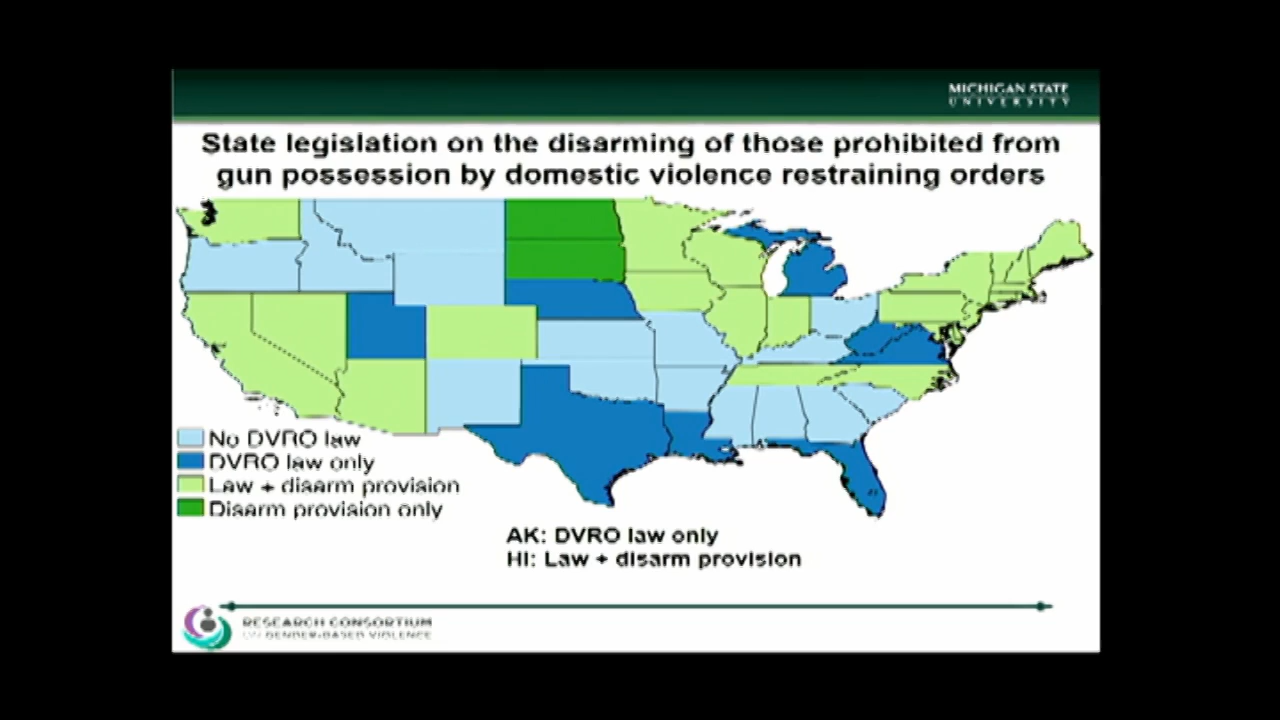 MICHIGAN STATE
UNIVERSITY
State legislation on the disarming of those prohibited from
gun possession by domestic violence restraining orders
No DVRO law
DVRO law only
Law + disarm provision
Disarm provision only
AK: DVRO law only
HI: Law + disarm provision
RESEARCH CONSORTIUM
ON GENDER-BASED VIOLENCE